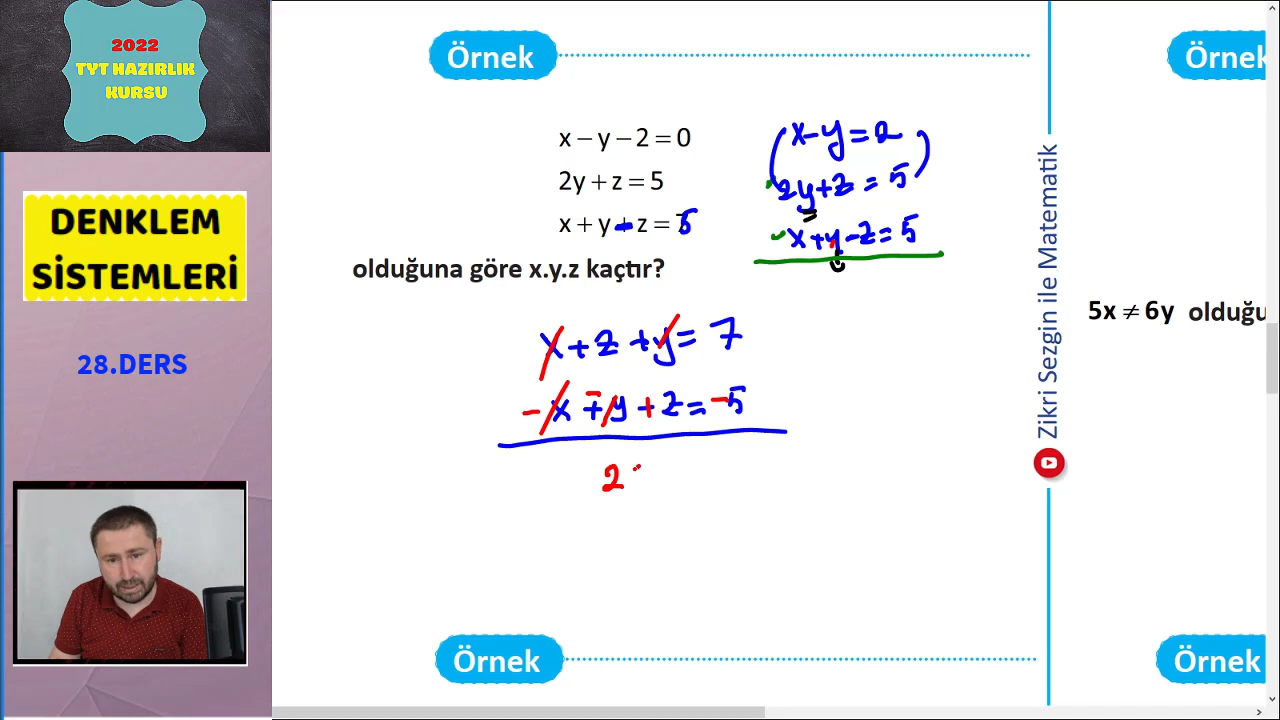 2022
TYT HAZIRLIK
KURSU
DENKLEM
SİSTEMLERİ
28.DERS
Örnek
x − y − 2 = 0
2y + z = 5
x + y - z = 5
olduğuna göre x.y.z kaçtır?
x-y=2
2y+z=5
x+y-z=5
x+z+y=7
-x-y+z=-5
2
Örnek
Zikri Sezgin ile Matematik
Örnek
5x ≠ 6y olduğu
Örnek